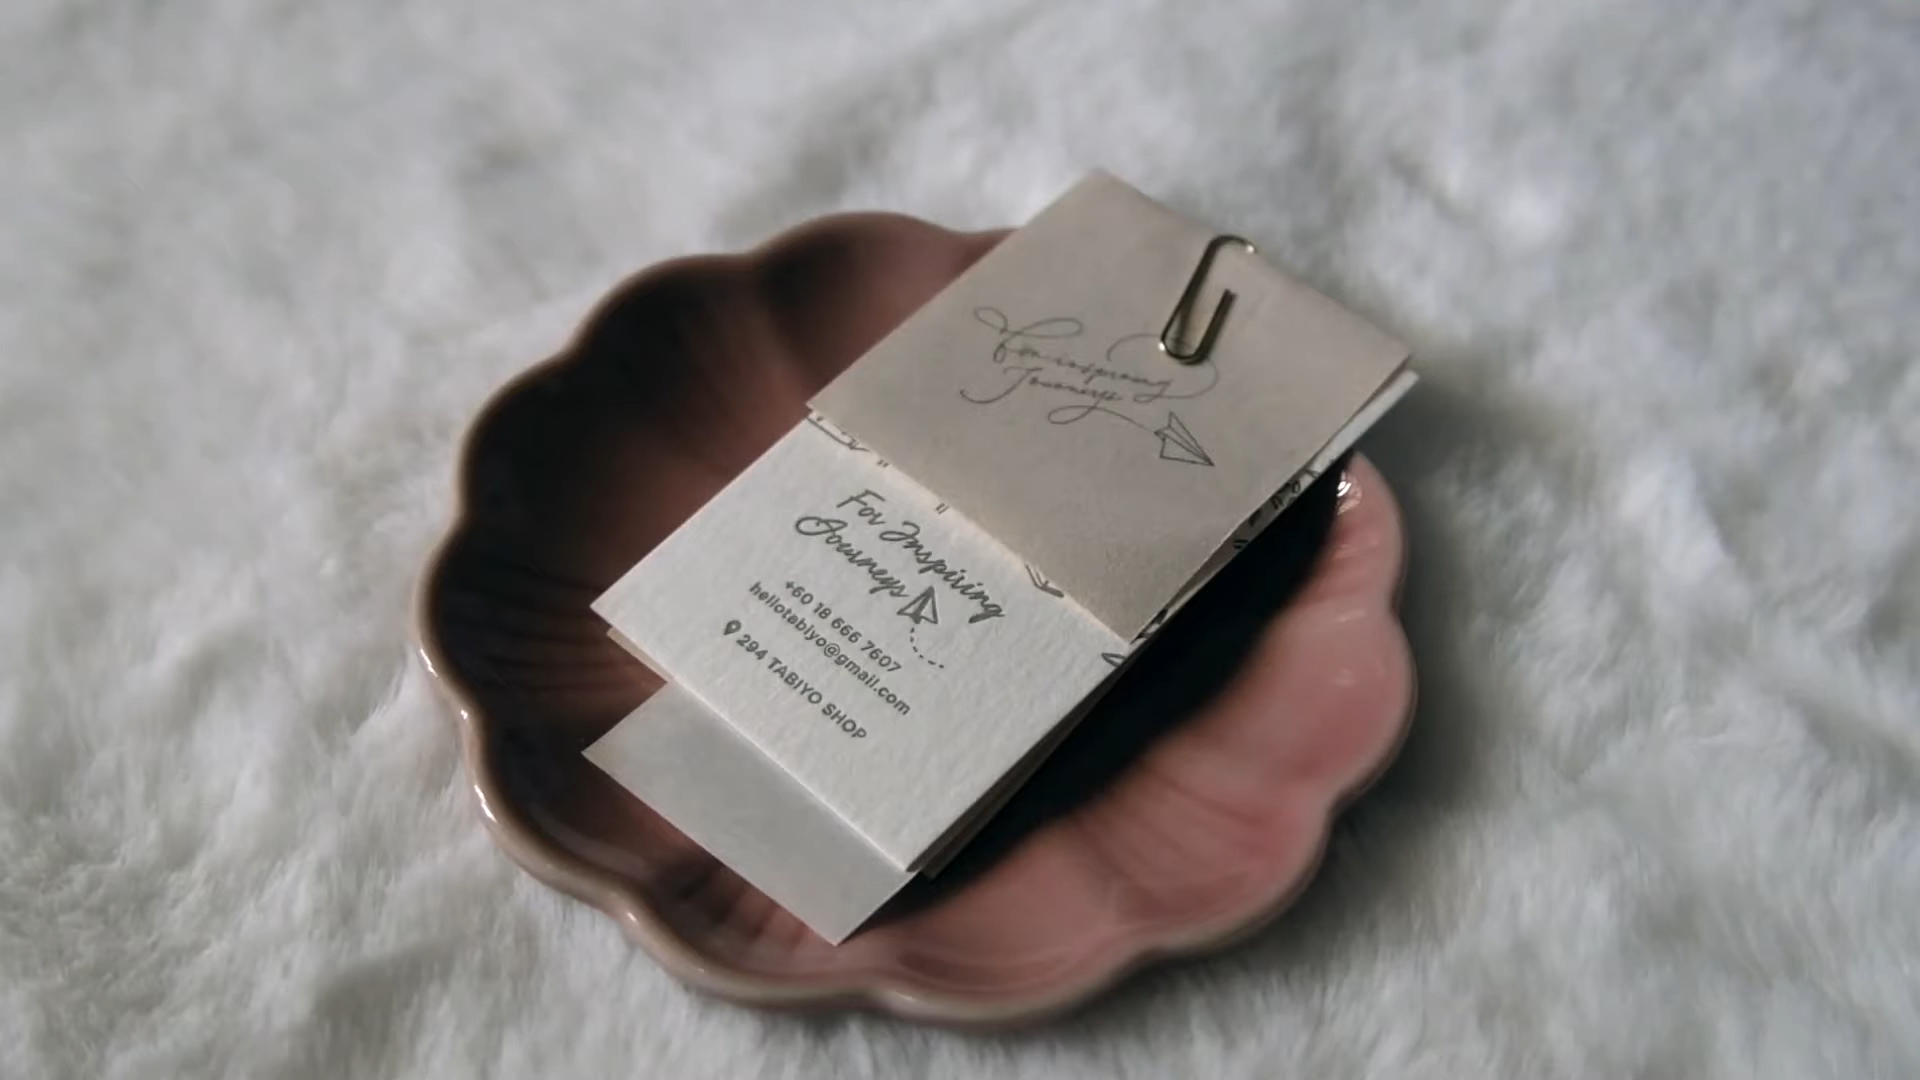 For inspiring
Journeys
For Inspiring
Journeys
+60 18 666 7607
hellotabiyo@gmail.com
294 TABIYO SHOP